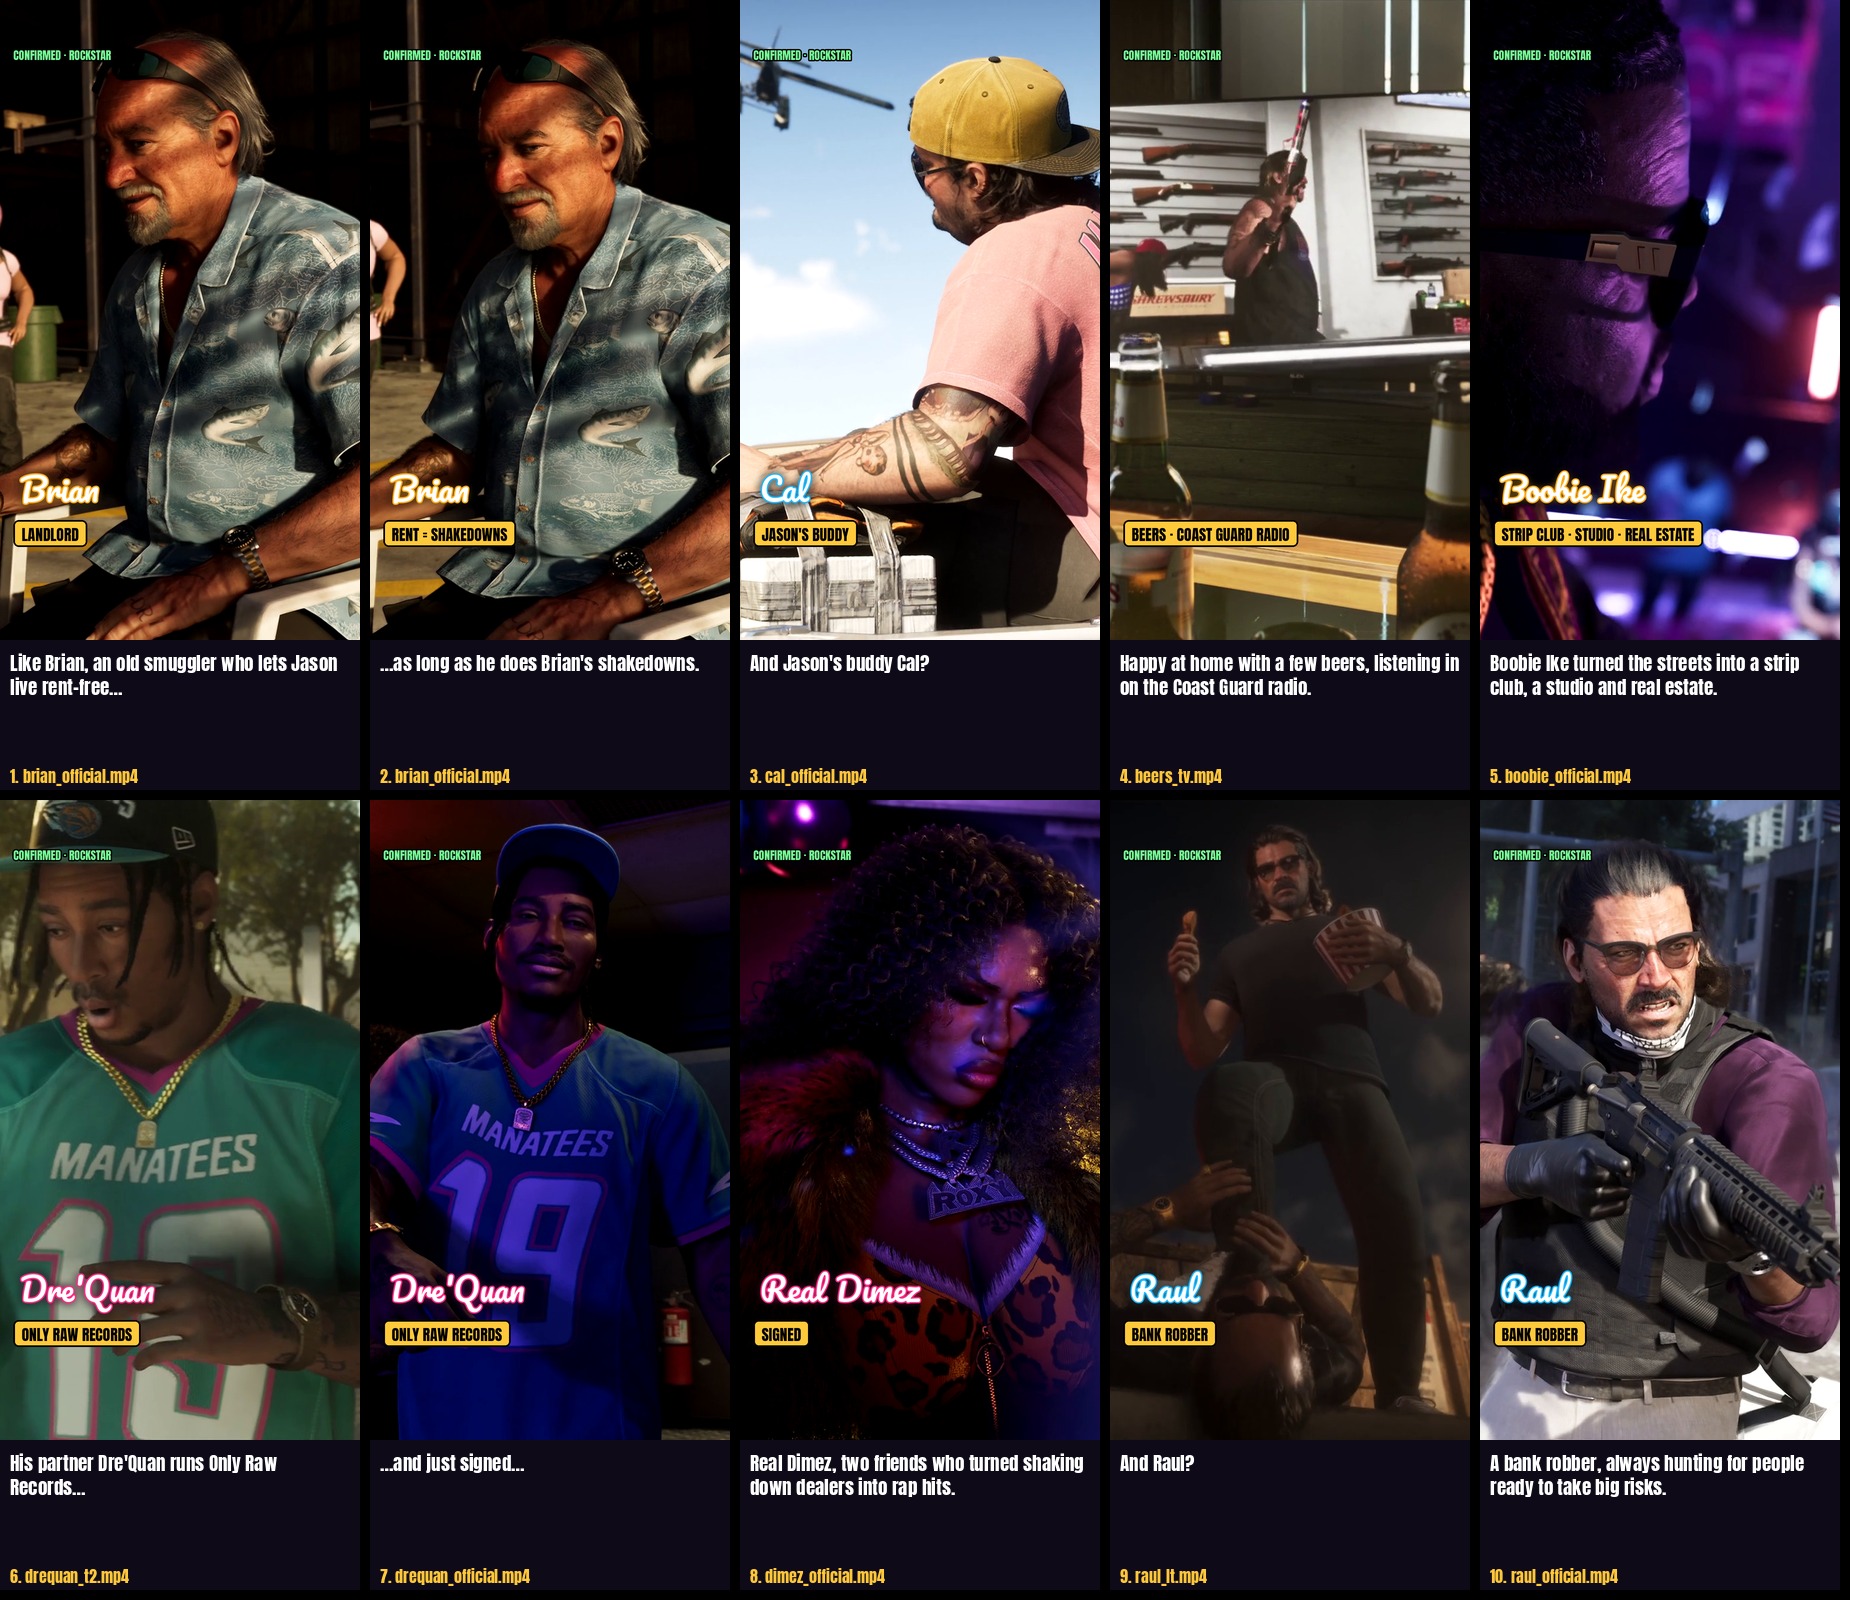 CONFIRMED · ROCKSTAR
Brian
LANDLORD
Like Brian, an old smuggler who lets Jason
live rent-free...
1. brian_official.mp4
CONFIRMED · ROCKSTAR
Brian
RENT = SHAKEDOWNS
...as long as he does Brian's shakedowns.
2. brian_official.mp4
CONFIRMED · ROCKSTAR
Cal
JASON'S BUDDY
And Jason's buddy Cal?
3. cal_official.mp4
CONFIRMED · ROCKSTAR
SHREWSBURY
BEERS · COAST GUARD RADIO
Happy at home with a few beers, listening in
on the Coast Guard radio.
4. beers_tv.mp4
CONFIRMED · ROCKSTAR
Boobie Ike
STRIP CLUB · STUDIO · REAL ESTATE
Boobie Ike turned the streets into a strip
club, a studio and real estate.
5. boobie_official.mp4
CONFIRMED · ROCKSTAR
MANATEES
19
Dre'Quan
ONLY RAW RECORDS
His partner Dre'Quan runs Only Raw
Records...
6. drequan_t2.mp4
CONFIRMED · ROCKSTAR
MANATEES
19
Dre'Quan
ONLY RAW RECORDS
...and just signed...
7. drequan_official.mp4
CONFIRMED · ROCKSTAR
ROXY
Real Dimez
SIGNED
Real Dimez, two friends who turned shaking
down dealers into rap hits.
8. dimez_official.mp4
CONFIRMED · ROCKSTAR
Raul
BANK ROBBER
And Raul?
9. raul_lt.mp4
CONFIRMED · ROCKSTAR
Raul
BANK ROBBER
A bank robber, always hunting for people
ready to take big risks.
10. raul_official.mp4